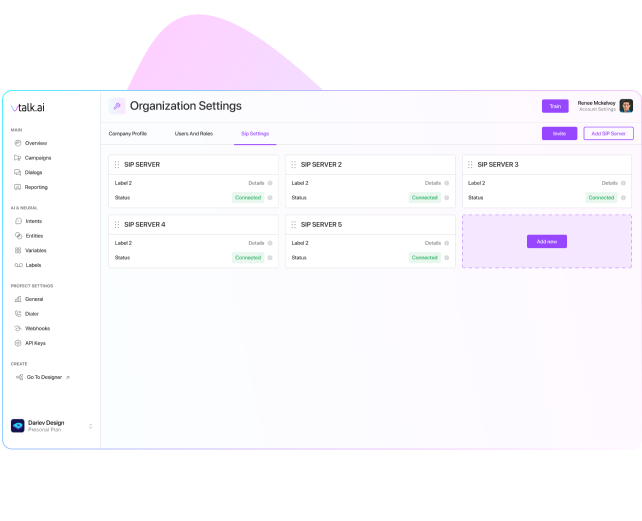 vtalk.ai
Organization Settings
Train
Renee Mckelvey
Account Settings
MAIN
Overview
Campaigns
Dialogs
Reporting
AI & NEURAL
Intents
Entities
Variables
Labels
PROFECT SETTINGS
General
Dialer
Webhooks
API Keys
CREATE
Go To Designer
Dariev Design
Presonal Plan
Company Profile
Users And Roles
Sip Settings
Invite
Add SIP Server
SIP SERVER
Label 2
Details
Status
Connected
SIP SERVER 2
Label 2
Details
Status
Connected
SIP SERVER 3
Label 2
Details
Status
Connected
SIP SERVER 4
Label 2
Details
Status
Connected
SIP SERVER 5
Label 2
Details
Status
Connected
Add new